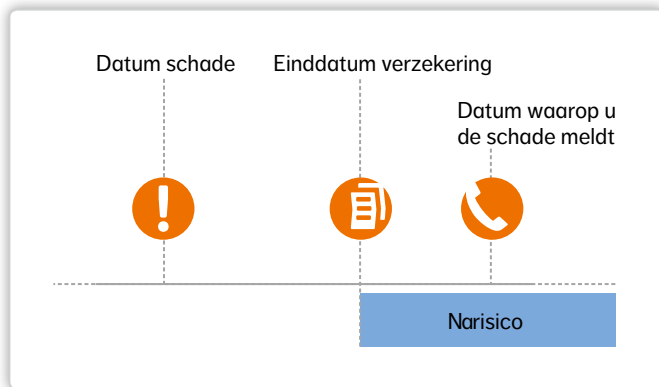 Datum schade
Einddatum verzekering
Datum waarop u
de schade meldt
Narisico